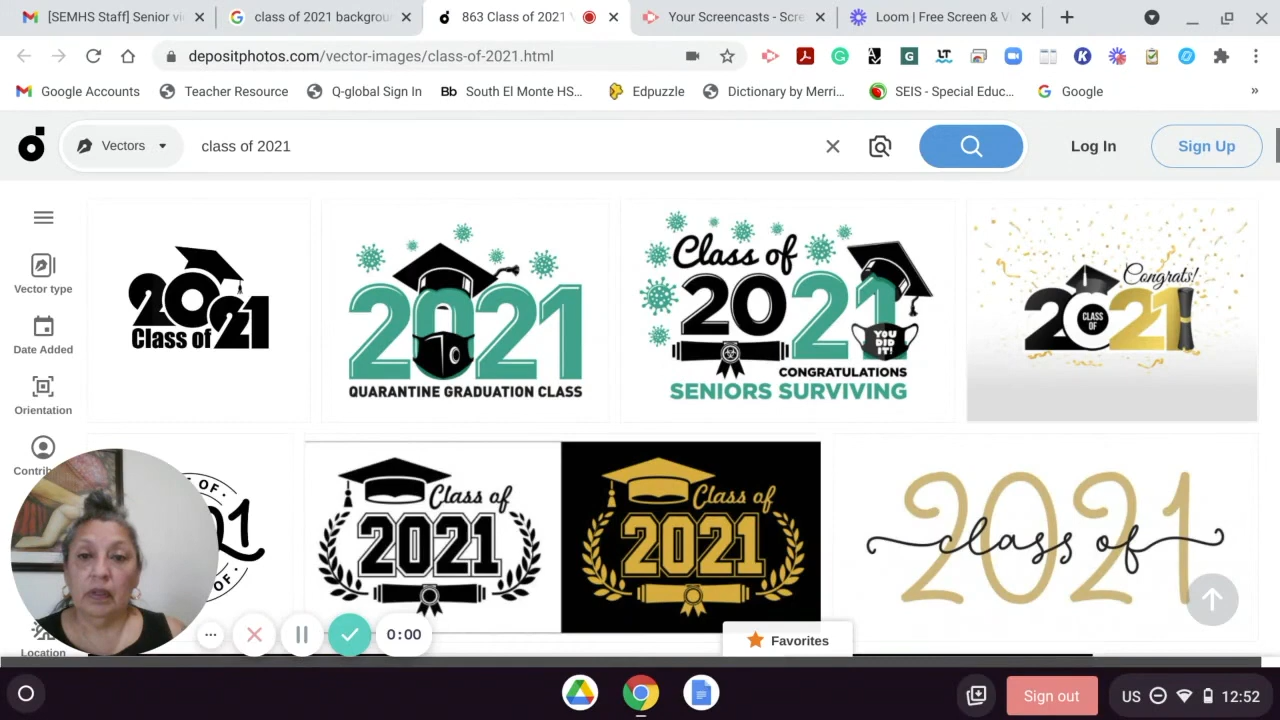 [SEMHS Staff] Senior vi
class of 2021 backgrou
863 Class of 2021 V
Your Screencasts - Scre
Loom | Free Screen & V
depositphotos.com/vector-images/class-of-2021.html
Google Accounts
Teacher Resource
Q-global Sign In
Bb South El Monte HS...
Edpuzzle
Dictionary by Merri...
SEIS - Special Educ...
Google
»
Vectors
class of 2021
Log In
Sign Up
Vector type
Date Added
Orientation
Contrib
Location
2021
Class of
2021
QUARANTINE GRADUATION CLASS
Class of
2021
YOU
DID
IT!
CONGRATULATIONS
SENIORS SURVIVING
Congrats!
2021
CLASS
OF
OF ·
OF ·
Class of
2021
Class of
2021
2021
class of
0:00
Favorites
Sign out
US
12:52